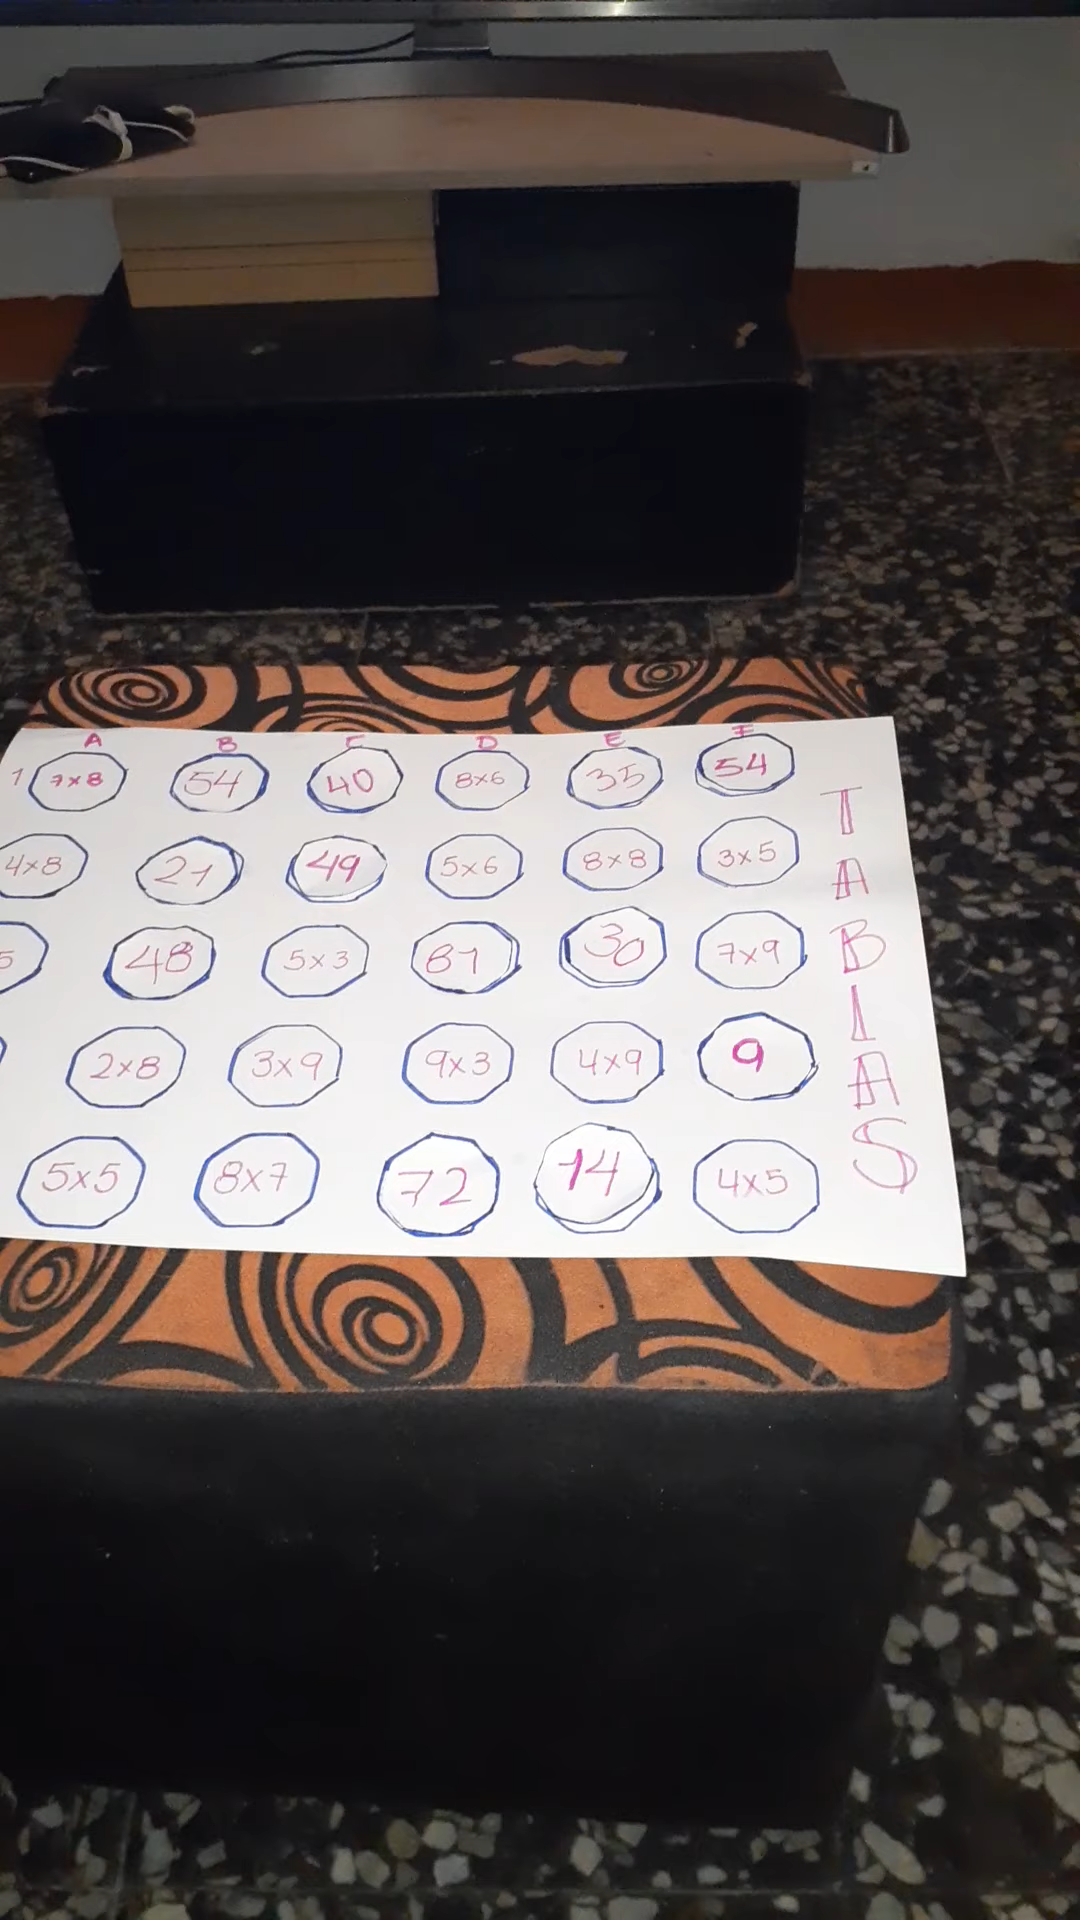 A B C D E F
1 7x8 54 40 8x6 35 54
4x8 21 49 5x6 8x8 3x5
5 48 5x3 81 30 7x9
2x8 3x9 9x3 4x9 9
5x5 8x7 72 14 4x5
T
A
B
L
A
S